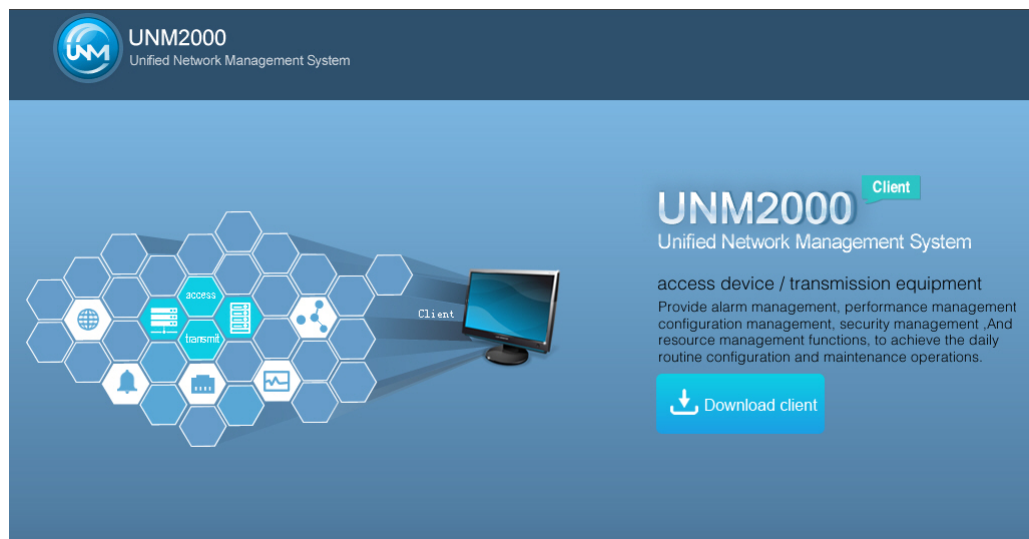 UNM
UNM2000
Unified Network Management System
access
transmit
Client
UNM2000
Client
Unified Network Management System
access device / transmission equipment
Provide alarm management, performance management
configuration management, security management ,And
resource management functions, to achieve the daily
routine configuration and maintenance operations.
Download client